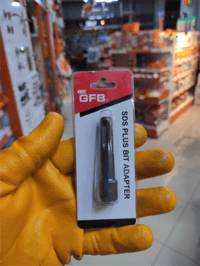 GFB
SDS PLUS BIT ADAPTER